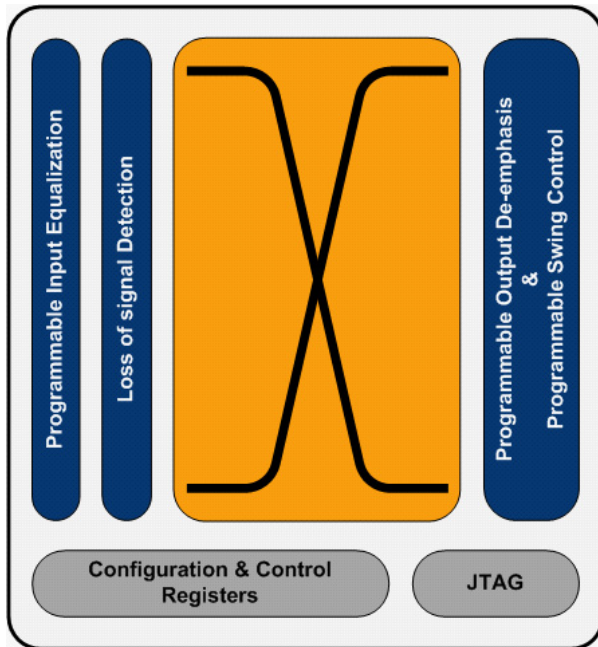 Programmable Input Equalization
Loss of signal Detection
Programmable Output De-emphasis
&
Programmable Swing Control
Configuration & Control
Registers
JTAG